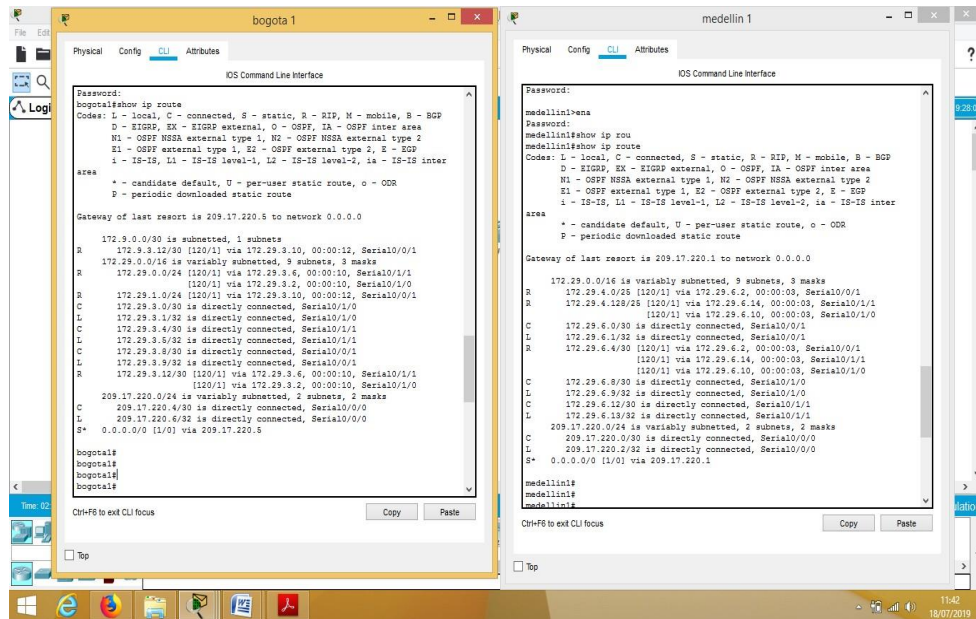 File Edit
Logi
bogota 1
Physical Config CLI Attributes
IOS Command Line Interface
Password:
bogota1#show ip route
Codes: L - local, C - connected, S - static, R - RIP, M - mobile, B - BGP
D - EIGRP, EX - EIGRP external, O - OSPF, IA - OSPF inter area
N1 - OSPF NSSA external type 1, N2 - OSPF NSSA external type 2
E1 - OSPF external type 1, E2 - OSPF external type 2, E - EGP
i - IS-IS, L1 - IS-IS level-1, L2 - IS-IS level-2, ia - IS-IS inter
area
* - candidate default, U - per-user static route, o - ODR
P - periodic downloaded static route
Gateway of last resort is 209.17.220.5 to network 0.0.0.0
172.9.0.0/30 is subnetted, 1 subnets
R 172.9.3.12/30 [120/1] via 172.29.3.10, 00:00:12, Serial0/0/1
172.29.0.0/16 is variably subnetted, 9 subnets, 3 masks
R 172.29.0.0/24 [120/1] via 172.29.3.6, 00:00:10, Serial0/1/1
[120/1] via 172.29.3.2, 00:00:10, Serial0/1/0
R 172.29.1.0/24 [120/1] via 172.29.3.10, 00:00:12, Serial0/0/1
C 172.29.3.0/30 is directly connected, Serial0/1/0
L 172.29.3.1/32 is directly connected, Serial0/1/0
C 172.29.3.4/30 is directly connected, Serial0/1/1
L 172.29.3.5/32 is directly connected, Serial0/1/1
C 172.29.3.8/30 is directly connected, Serial0/0/1
L 172.29.3.9/32 is directly connected, Serial0/0/1
R 172.29.3.12/30 [120/1] via 172.29.3.6, 00:00:10, Serial0/1/1
[120/1] via 172.29.3.2, 00:00:10, Serial0/1/0
209.17.220.0/24 is variably subnetted, 2 subnets, 2 masks
C 209.17.220.4/30 is directly connected, Serial0/0/0
L 209.17.220.6/32 is directly connected, Serial0/0/0
S* 0.0.0.0/0 [1/0] via 209.17.220.5
bogota1#
bogota1#
bogota1#
bogota1#
Ctrl+F6 to exit CLI focus Copy Paste
Top
Time: 02:
medellin 1
Physical Config CLI Attributes
IOS Command Line Interface
Password:
medellin1>ena
Password:
medellin1#show ip rou
medellin1#show ip route
Codes: L - local, C - connected, S - static, R - RIP, M - mobile, B - BGP
D - EIGRP, EX - EIGRP external, O - OSPF, IA - OSPF inter area
N1 - OSPF NSSA external type 1, N2 - OSPF NSSA external type 2
E1 - OSPF external type 1, E2 - OSPF external type 2, E - EGP
i - IS-IS, L1 - IS-IS level-1, L2 - IS-IS level-2, ia - IS-IS inter
area
* - candidate default, U - per-user static route, o - ODR
P - periodic downloaded static route
Gateway of last resort is 209.17.220.1 to network 0.0.0.0
172.29.0.0/16 is variably subnetted, 9 subnets, 3 masks
R 172.29.4.0/25 [120/1] via 172.29.6.2, 00:00:03, Serial0/0/1
R 172.29.4.128/25 [120/1] via 172.29.6.14, 00:00:03, Serial0/1/1
[120/1] via 172.29.6.10, 00:00:03, Serial0/1/0
C 172.29.6.0/30 is directly connected, Serial0/0/1
L 172.29.6.1/32 is directly connected, Serial0/0/1
R 172.29.6.4/30 [120/1] via 172.29.6.2, 00:00:03, Serial0/0/1
[120/1] via 172.29.6.14, 00:00:03, Serial0/1/1
[120/1] via 172.29.6.10, 00:00:03, Serial0/1/0
C 172.29.6.8/30 is directly connected, Serial0/1/0
L 172.29.6.9/32 is directly connected, Serial0/1/0
C 172.29.6.12/30 is directly connected, Serial0/1/1
L 172.29.6.13/32 is directly connected, Serial0/1/1
209.17.220.0/24 is variably subnetted, 2 subnets, 2 masks
C 209.17.220.0/30 is directly connected, Serial0/0/0
L 209.17.220.2/32 is directly connected, Serial0/0/0
S* 0.0.0.0/0 [1/0] via 209.17.220.1
medellin1#
medellin1#
medellin1#
Ctrl+F6 to exit CLI focus Copy Paste
Top
9:28:0
ulatio
11:42
18/07/2019